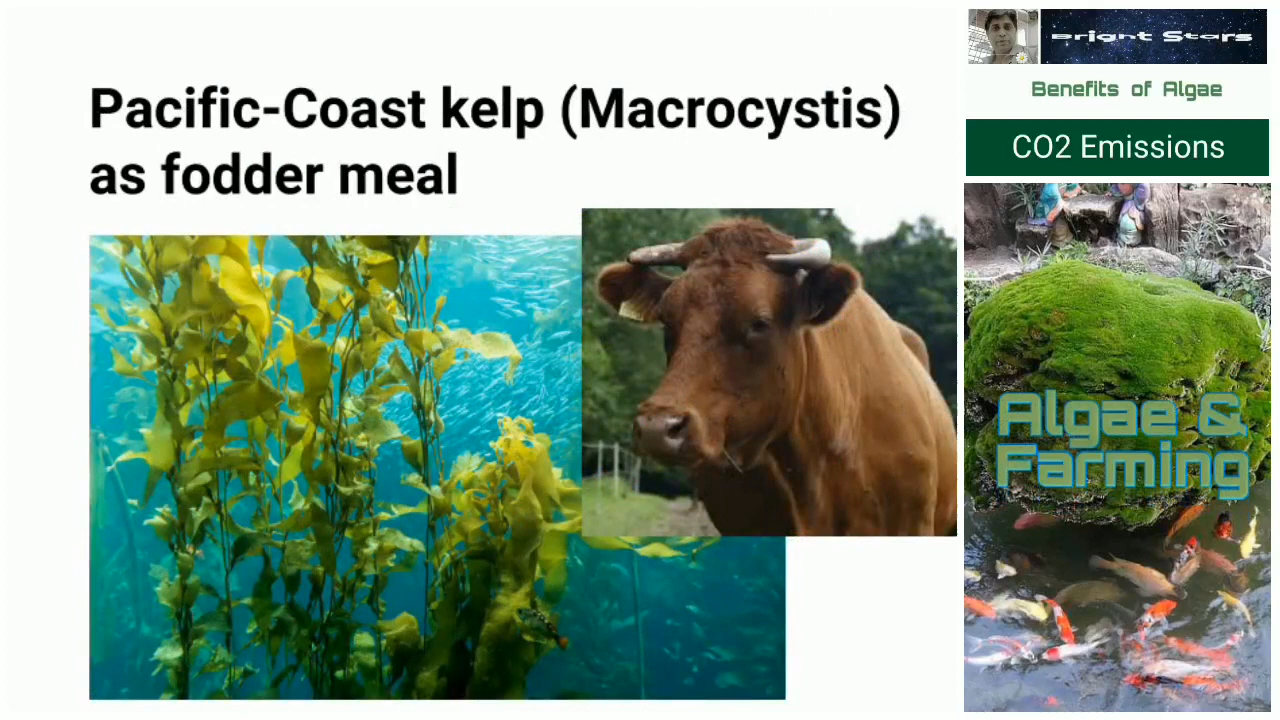 Pacific-Coast kelp (Macrocystis)
as fodder meal
Bright Stars
Benefits of Algae
CO2 Emissions
Algae &
Farming